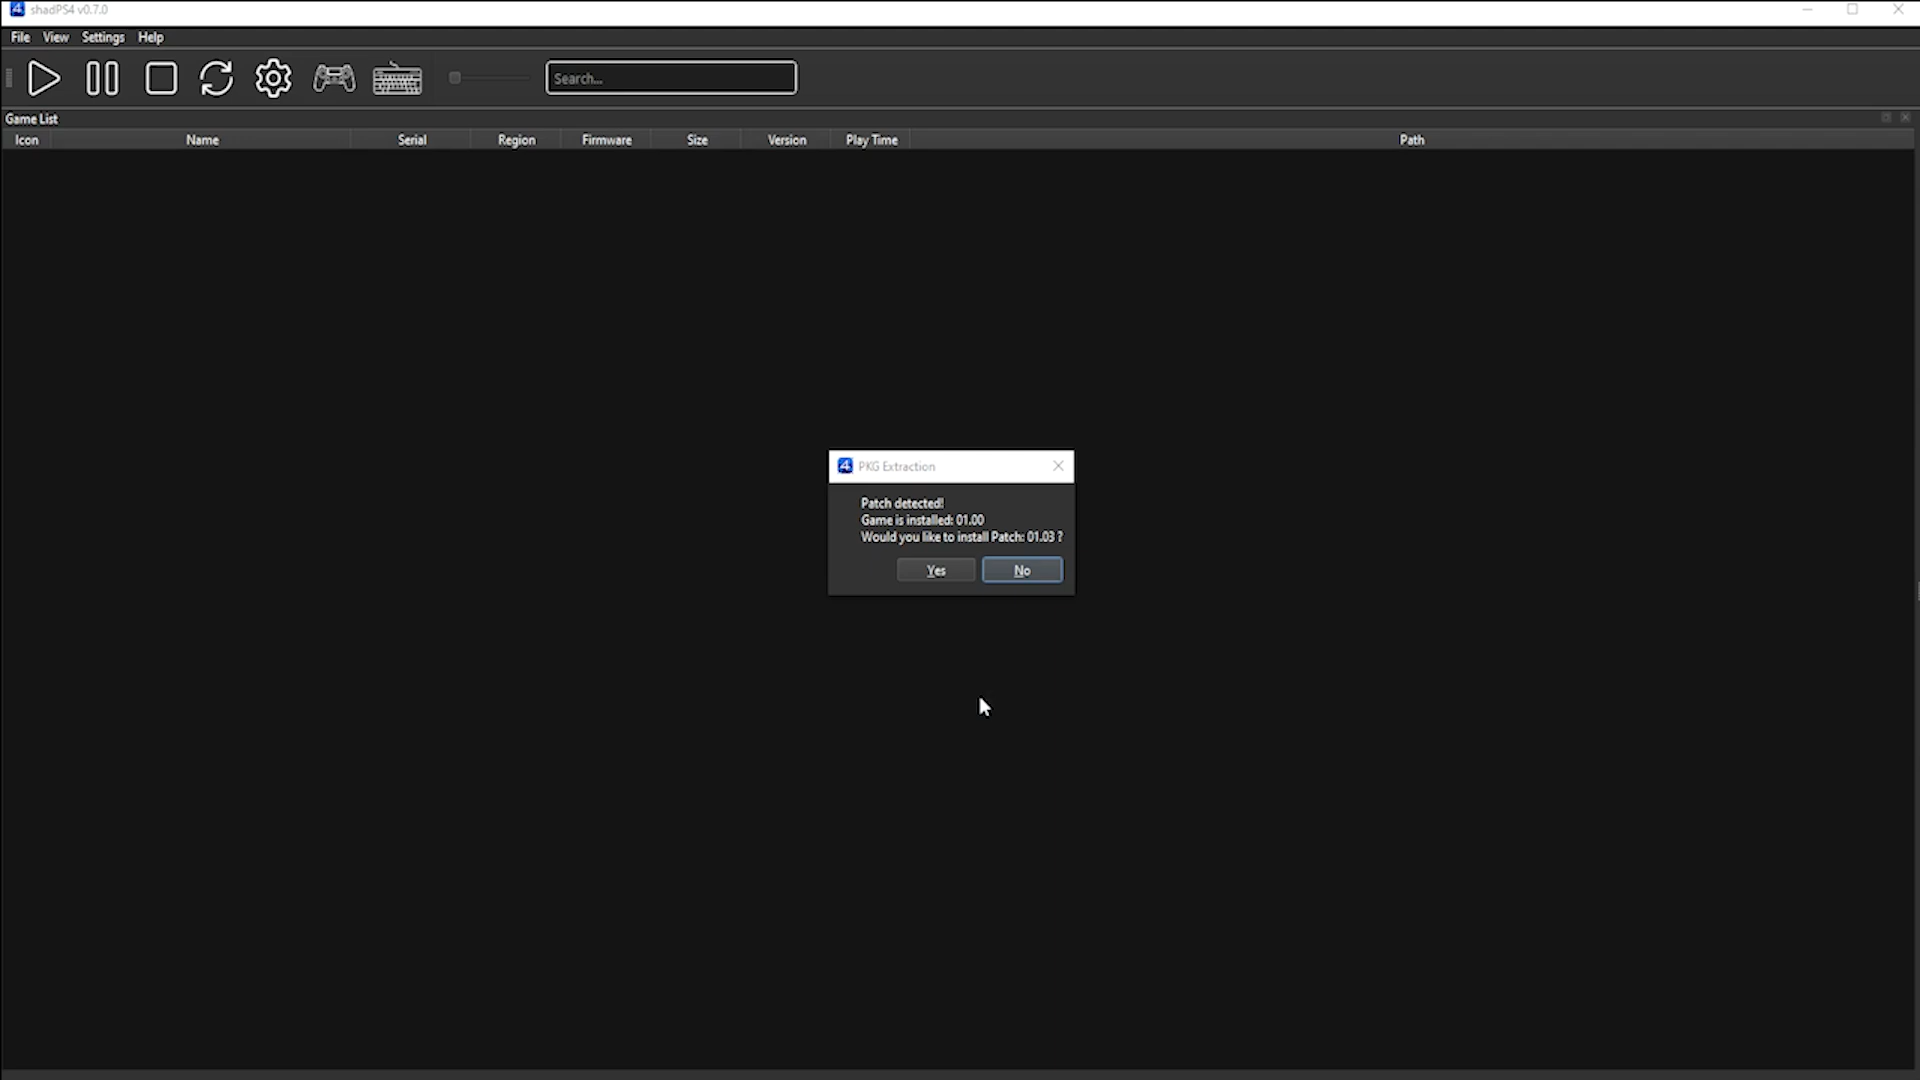 shadPS4 v0.7.0
File View Settings Help
Search...
Game List
Icon Name Serial Region Firmware Size Version Play Time Path
PKG Extraction
Patch detected!
Game is installed: 01.00
Would you like to install Patch: 01.03 ?
Yes No